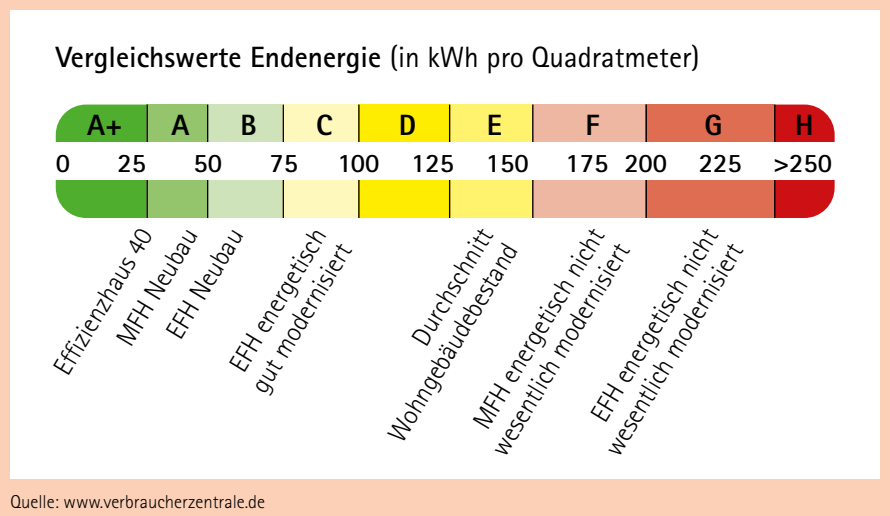 Vergleichswerte Endenergie (in kWh pro Quadratmeter)
A+ A B C D E F G H
0 25 50 75 100 125 150 175 200 225 >250
Effizienzhaus 40
MFH Neubau
EFH Neubau
EFH energetisch
gut modernisiert
Durchschnitt
Wohngebäudebestand
MFH energetisch nicht
wesentlich modernisiert
EFH energetisch nicht
wesentlich modernisiert
Quelle: www.verbraucherzentrale.de